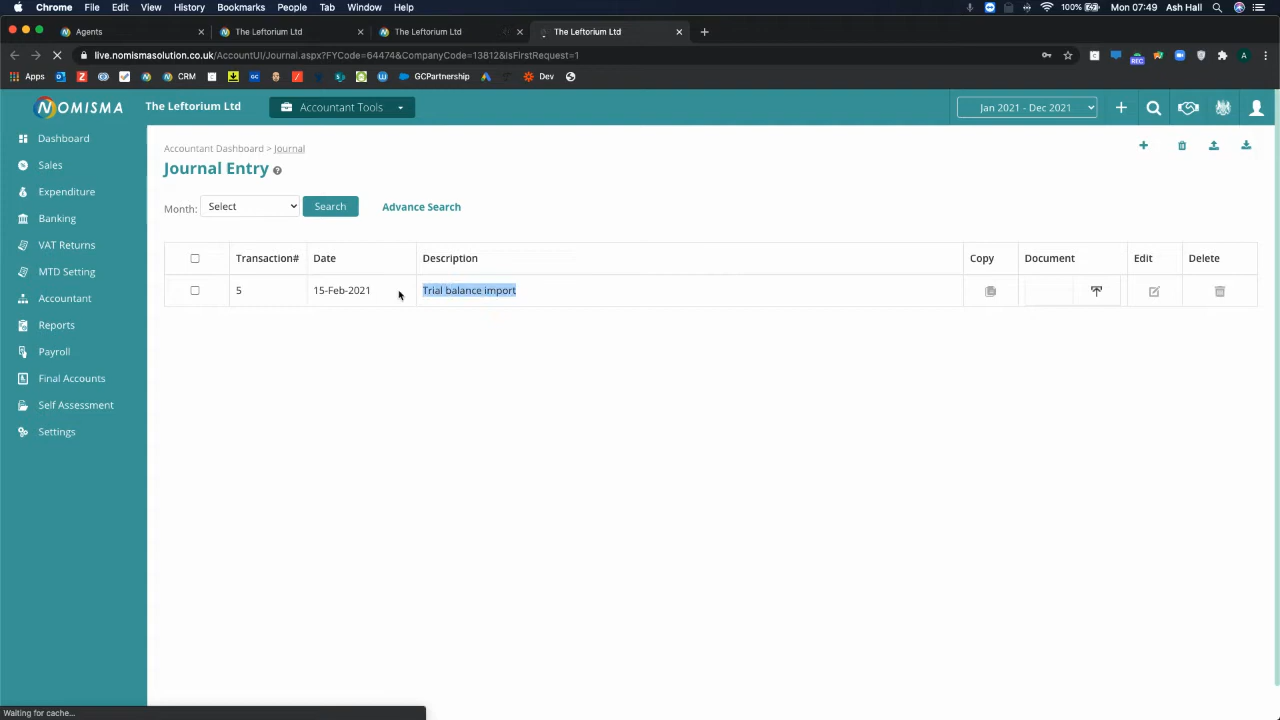 Chrome File Edit View History Bookmarks People Tab Window Help 100% Mon 07:49 Ash Hall
Agents × The Leftorium Ltd × The Leftorium Ltd × The Leftorium Ltd × +
live.nomismasolution.co.uk/AccountUI/Journal.aspx?FYCode=64474&CompanyCode=13812&IsFirstRequest=1
Apps CRM GCPartnership Dev
NOMISMA The Leftorium Ltd Accountant Tools Jan 2021 - Dec 2021
Dashboard
Sales
Expenditure
Banking
VAT Returns
MTD Setting
Accountant
Reports
Payroll
Final Accounts
Self Assessment
Settings
Accountant Dashboard > Journal
Journal Entry
Month: Select Search Advance Search
Transaction# Date Description Copy Document Edit Delete
5 15-Feb-2021 Trial balance import
Waiting for cache...